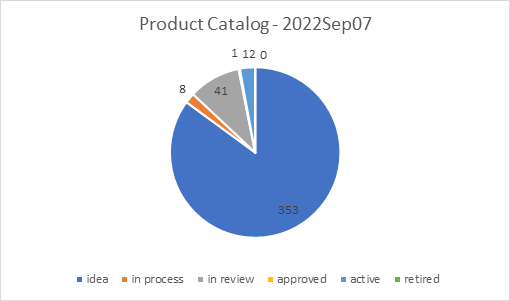 Product Catalog - 2022Sep07
1 12 0
8
41
353
idea in process in review approved active retired